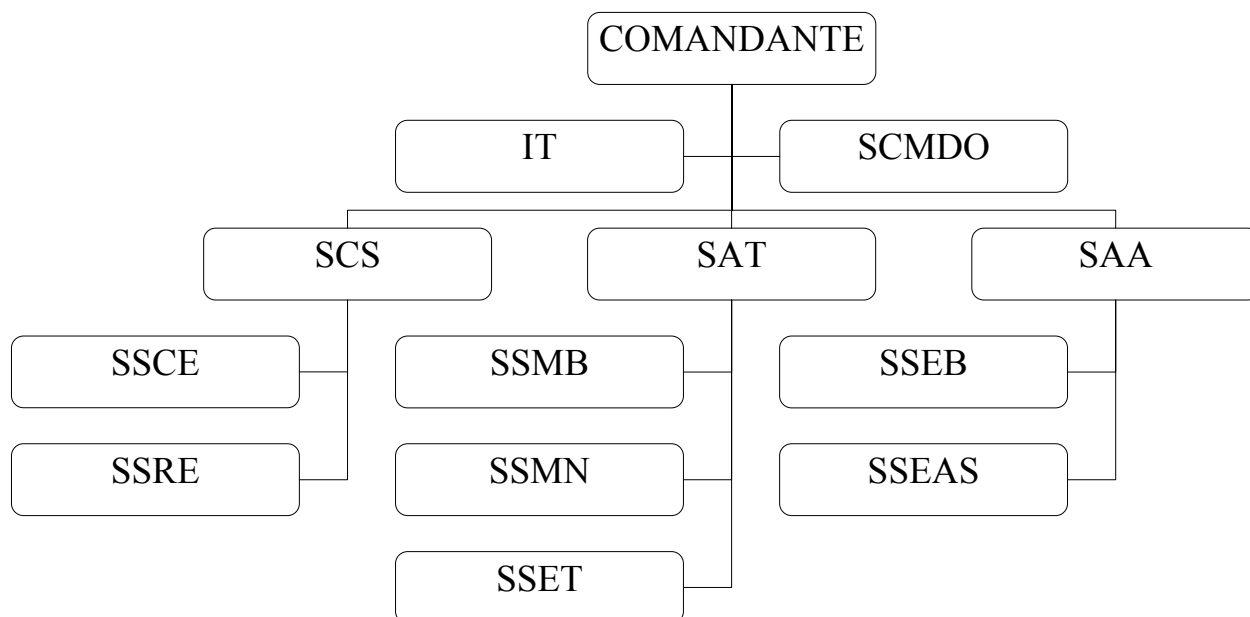 COMANDANTE
IT
SCMDO
SCS
SAT
SAA
SSCE
SSMB
SSEB
SSRE
SSMN
SSEAS
SSET